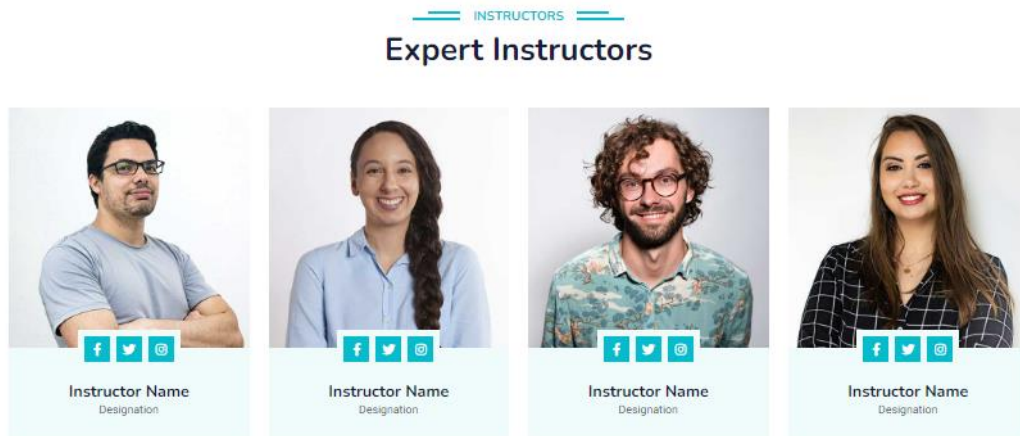 INSTRUCTORS
Expert Instructors
Instructor Name
Designation
Instructor Name
Designation
Instructor Name
Designation
Instructor Name
Designation